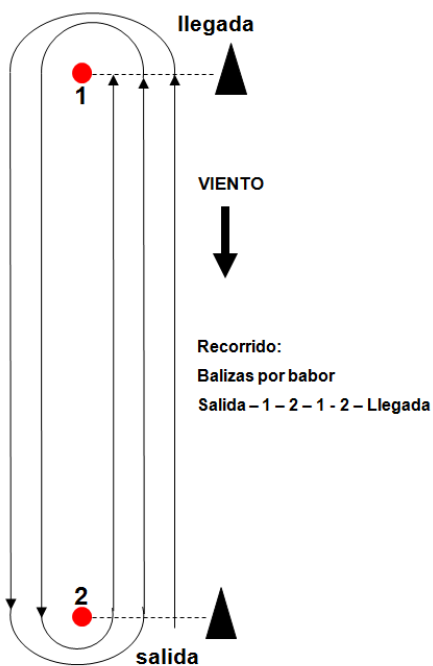 llegada
1
VIENTO
Recorrido:
Balizas por babor
Salida – 1 – 2 – 1 - 2 – Llegada
2
salida